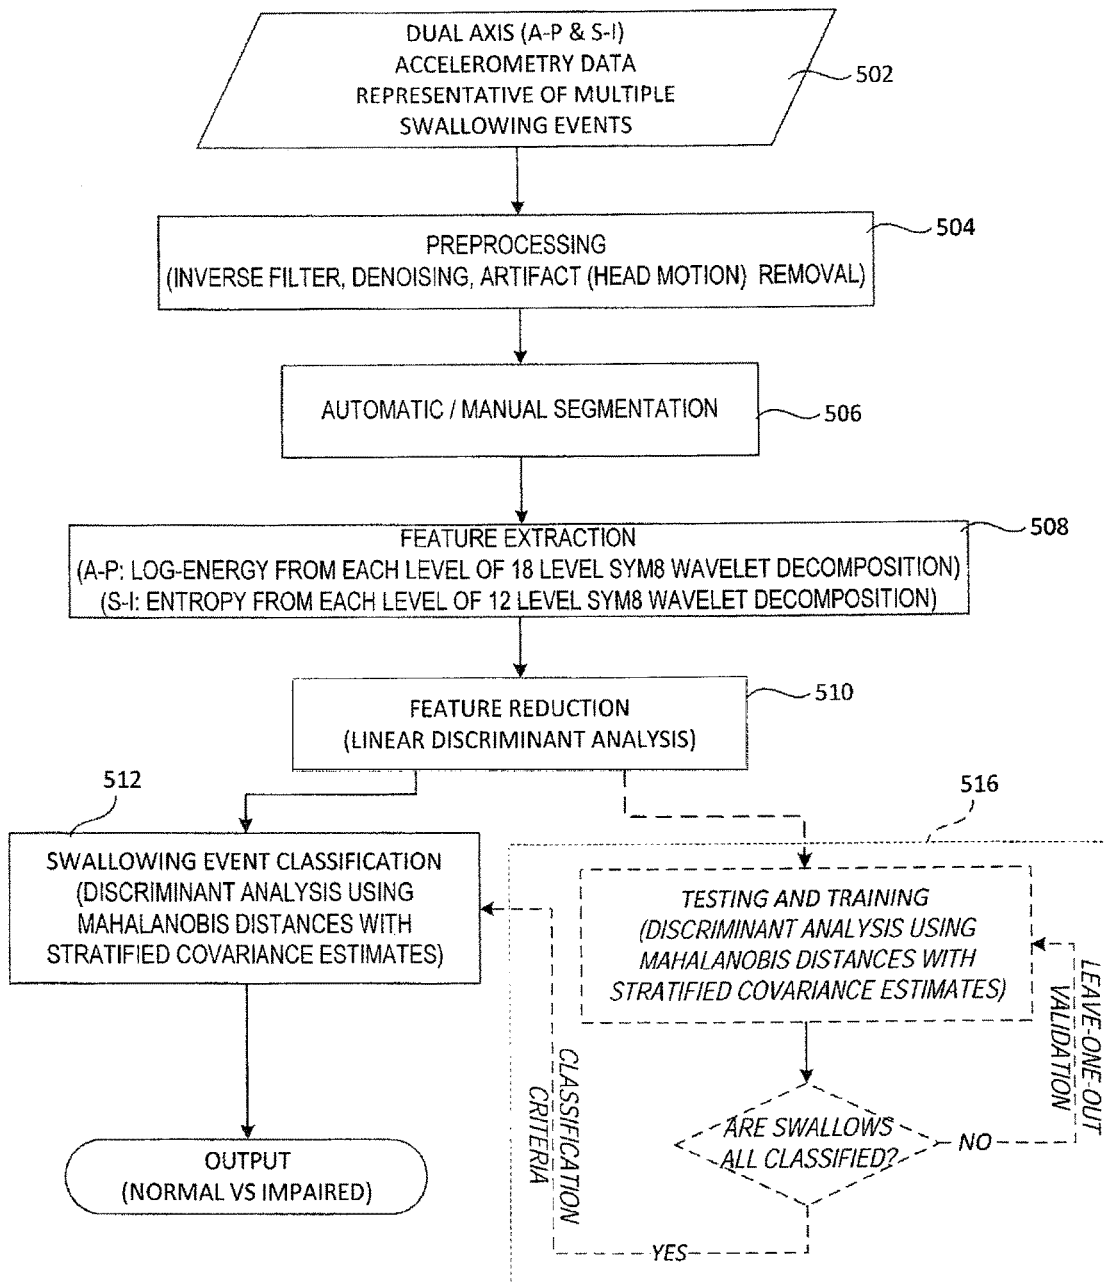 DUAL AXIS (A-P & S-I)
ACCELEROMETRY DATA
REPRESENTATIVE OF MULTIPLE
SWALLOWING EVENTS
502
PREPROCESSING
(INVERSE FILTER, DENOISING, ARTIFACT (HEAD MOTION) REMOVAL)
504
AUTOMATIC / MANUAL SEGMENTATION
506
FEATURE EXTRACTION
(A-P: LOG-ENERGY FROM EACH LEVEL OF 18 LEVEL SYM8 WAVELET DECOMPOSITION)
(S-I: ENTROPY FROM EACH LEVEL OF 12 LEVEL SYM8 WAVELET DECOMPOSITION)
508
FEATURE REDUCTION
(LINEAR DISCRIMINANT ANALYSIS)
510
512
SWALLOWING EVENT CLASSIFICATION
(DISCRIMINANT ANALYSIS USING
MAHALANOBIS DISTANCES WITH
STRATIFIED COVARIANCE ESTIMATES)
516
TESTING AND TRAINING
(DISCRIMINANT ANALYSIS USING
MAHALANOBIS DISTANCES WITH
STRATIFIED COVARIANCE ESTIMATES)
LEAVE-ONE-OUT
VALIDATION
CLASSIFICATION
CRITERIA
ARE SWALLOWS
ALL CLASSIFIED?
NO
YES
OUTPUT
(NORMAL VS IMPAIRED)